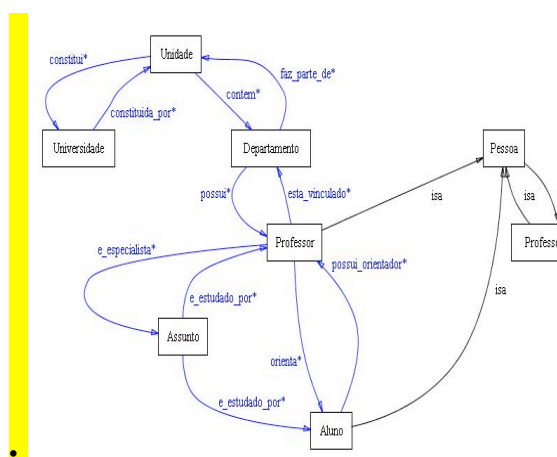 Unidade
constitui*
faz_parte_de*
contem*
constituida_por*
Universidade
Departamento
Pessoa
possui*
esta_vinculado*
isa
isa
Professor
Professo
e_especialista*
possui_orientador*
e_estudado_por*
isa
Assunto
orienta*
e_estudado_por*
Aluno